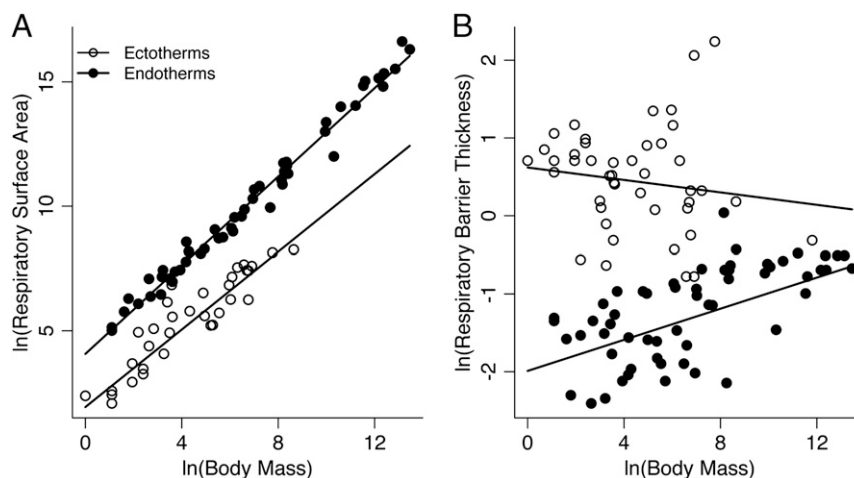 A
ln(Respiratory Surface Area)
Ectotherms
Endotherms
15
10
5
0
4
8
12
ln(Body Mass)
B
ln(Respiratory Barrier Thickness)
2
1
0
-1
-2
0
4
8
12
ln(Body Mass)